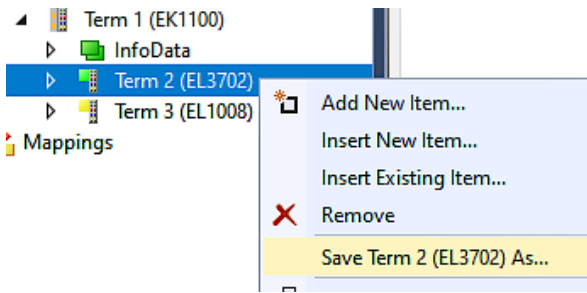 Term 1 (EK1100)
InfoData
Term 2 (EL3702)
Term 3 (EL1008)
Mappings
Add New Item...
Insert New Item...
Insert Existing Item...
Remove
Save Term 2 (EL3702) As...